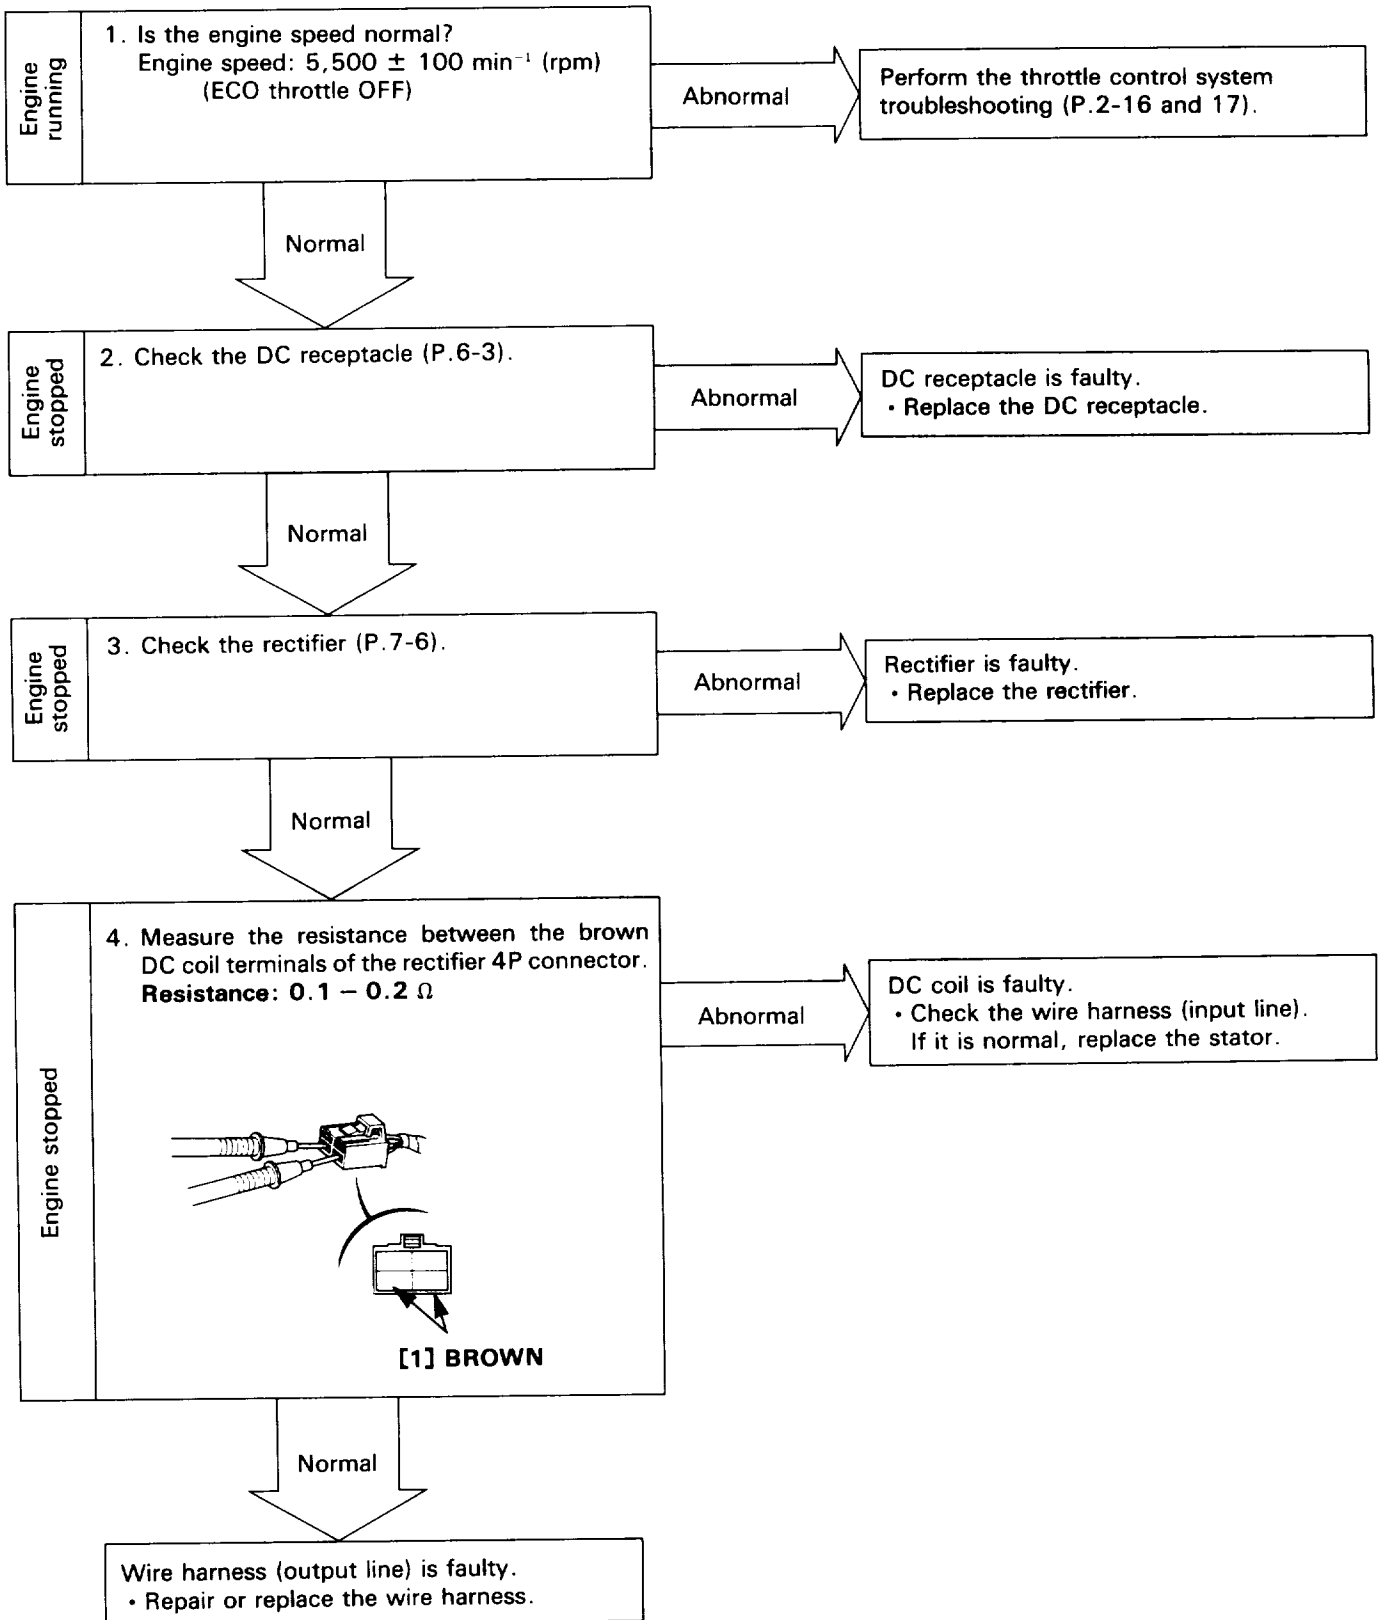 Engine
running
1. Is the engine speed normal?
Engine speed: 5,500 ± 100 min⁻¹ (rpm)
(ECO throttle OFF)
Abnormal
Perform the throttle control system
troubleshooting (P.2-16 and 17).
Normal
Engine
stopped
2. Check the DC receptacle (P.6-3).
Abnormal
DC receptacle is faulty.
• Replace the DC receptacle.
Normal
Engine
stopped
3. Check the rectifier (P.7-6).
Abnormal
Rectifier is faulty.
• Replace the rectifier.
Normal
Engine stopped
4. Measure the resistance between the brown
DC coil terminals of the rectifier 4P connector.
Resistance: 0.1 – 0.2 Ω
Abnormal
DC coil is faulty.
• Check the wire harness (input line).
If it is normal, replace the stator.
[1] BROWN
Normal
Wire harness (output line) is faulty.
• Repair or replace the wire harness.